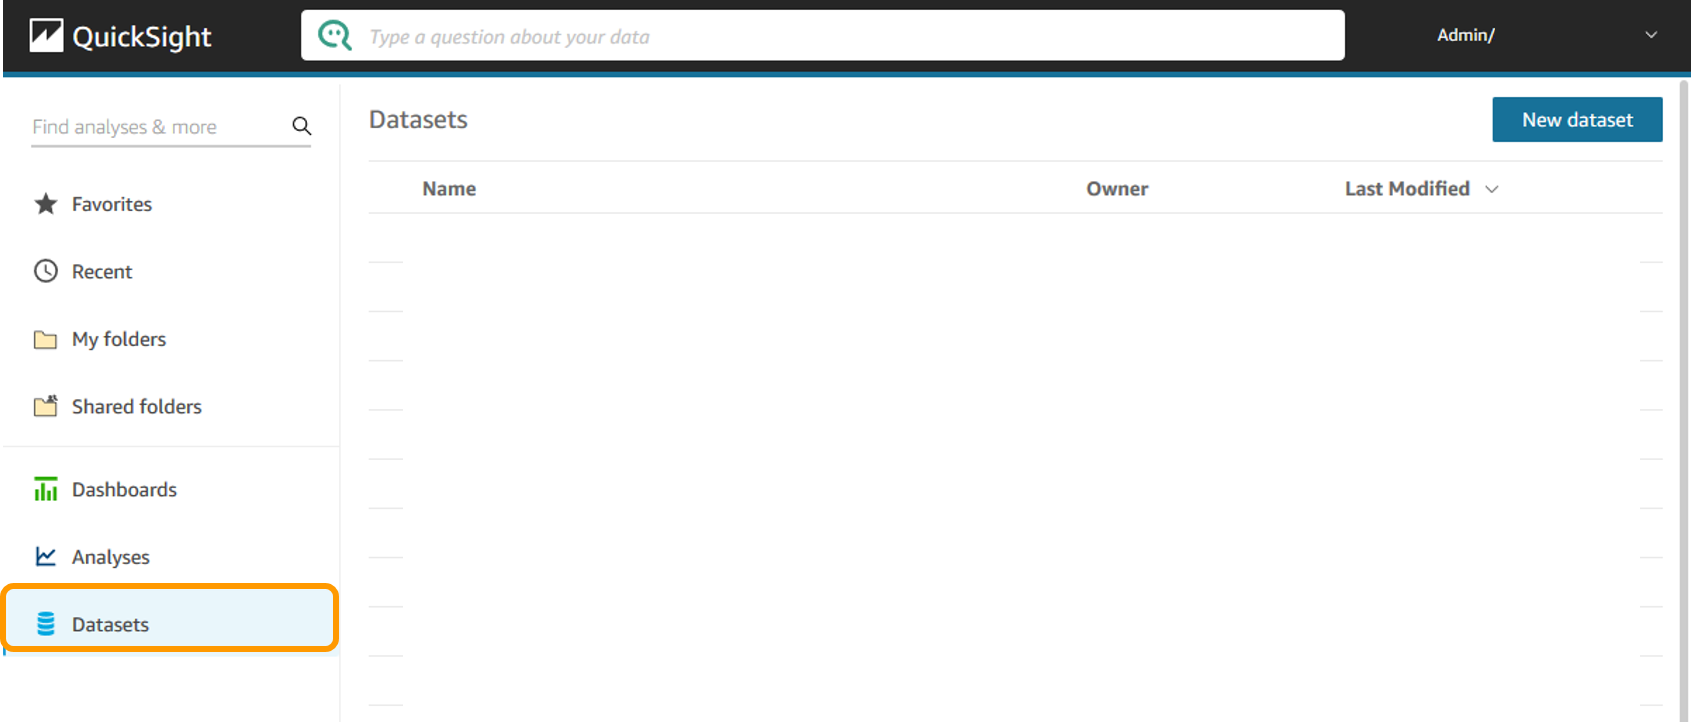 QuickSight
Type a question about your data
Admin/
Find analyses & more
Favorites
Recent
My folders
Shared folders
Dashboards
Analyses
Datasets
Datasets
New dataset
Name Owner Last Modified